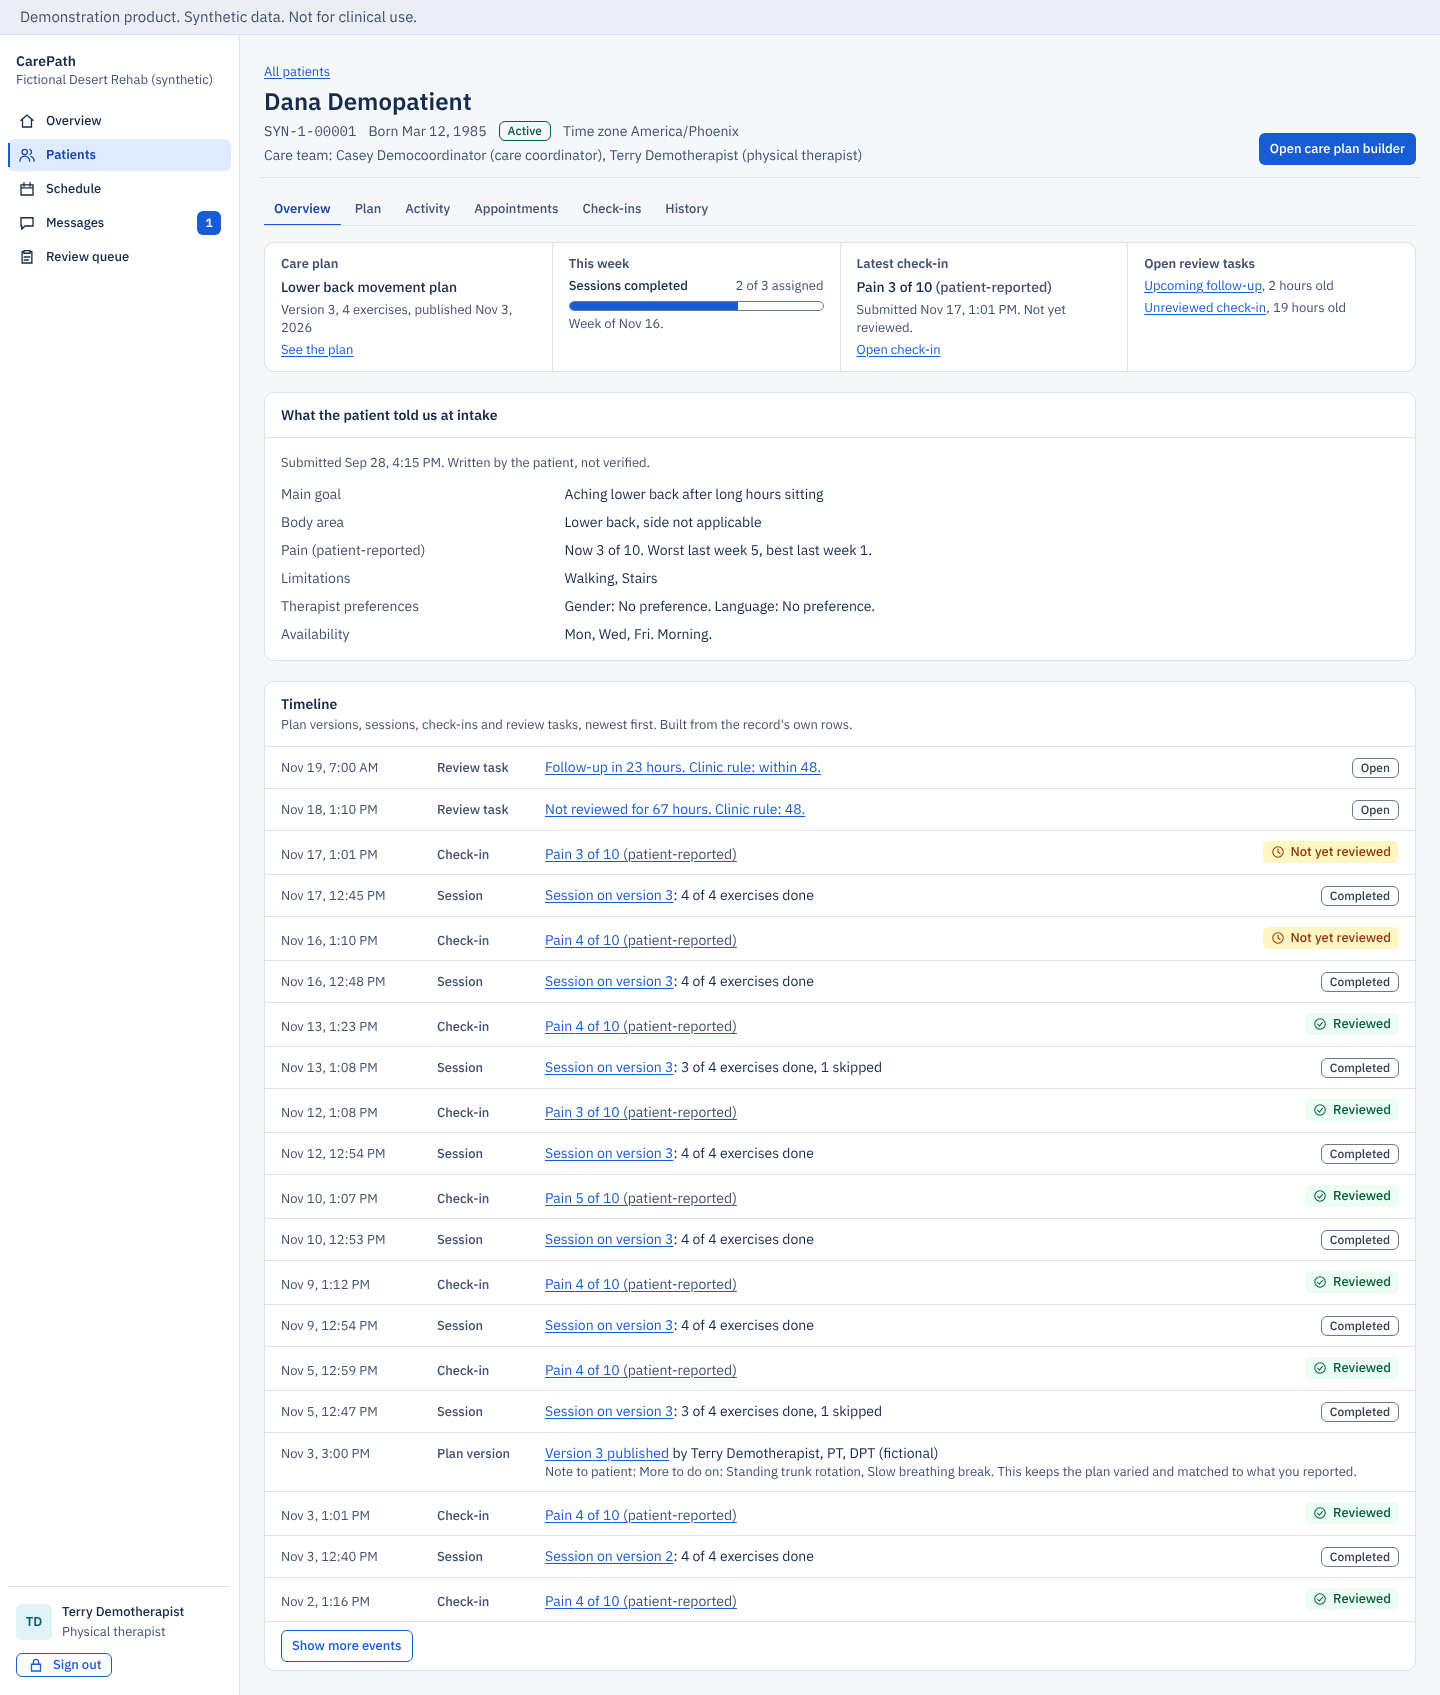 Demonstration product. Synthetic data. Not for clinical use.
CarePath
Fictional Desert Rehab (synthetic)
Overview
Patients
Schedule
Messages 1
Review queue
All patients
Dana Demopatient
SYN-1-00001 Born Mar 12, 1985 Active Time zone America/Phoenix
Care team: Casey Democoordinator (care coordinator), Terry Demotherapist (physical therapist)
Open care plan builder
Overview Plan Activity Appointments Check-ins History
Care plan
Lower back movement plan
Version 3, 4 exercises, published Nov 3,
2026
See the plan
This week
Sessions completed 2 of 3 assigned
Week of Nov 16.
Latest check-in
Pain 3 of 10 (patient-reported)
Submitted Nov 17, 1:01 PM. Not yet
reviewed.
Open check-in
Open review tasks
Upcoming follow-up, 2 hours old
Unreviewed check-in, 19 hours old
What the patient told us at intake
Submitted Sep 28, 4:15 PM. Written by the patient, not verified.
Main goal Aching lower back after long hours sitting
Body area Lower back, side not applicable
Pain (patient-reported) Now 3 of 10. Worst last week 5, best last week 1.
Limitations Walking, Stairs
Therapist preferences Gender: No preference. Language: No preference.
Availability Mon, Wed, Fri. Morning.
Timeline
Plan versions, sessions, check-ins and review tasks, newest first. Built from the record's own rows.
Nov 19, 7:00 AM Review task Follow-up in 23 hours. Clinic rule: within 48. Open
Nov 18, 1:10 PM Review task Not reviewed for 67 hours. Clinic rule: 48. Open
Nov 17, 1:01 PM Check-in Pain 3 of 10 (patient-reported) Not yet reviewed
Nov 17, 12:45 PM Session Session on version 3: 4 of 4 exercises done Completed
Nov 16, 1:10 PM Check-in Pain 4 of 10 (patient-reported) Not yet reviewed
Nov 16, 12:48 PM Session Session on version 3: 4 of 4 exercises done Completed
Nov 13, 1:23 PM Check-in Pain 4 of 10 (patient-reported) Reviewed
Nov 13, 1:08 PM Session Session on version 3: 3 of 4 exercises done, 1 skipped Completed
Nov 12, 1:08 PM Check-in Pain 3 of 10 (patient-reported) Reviewed
Nov 12, 12:54 PM Session Session on version 3: 4 of 4 exercises done Completed
Nov 10, 1:07 PM Check-in Pain 5 of 10 (patient-reported) Reviewed
Nov 10, 12:53 PM Session Session on version 3: 4 of 4 exercises done Completed
Nov 9, 1:12 PM Check-in Pain 4 of 10 (patient-reported) Reviewed
Nov 9, 12:54 PM Session Session on version 3: 4 of 4 exercises done Completed
Nov 5, 12:59 PM Check-in Pain 4 of 10 (patient-reported) Reviewed
Nov 5, 12:47 PM Session Session on version 3: 3 of 4 exercises done, 1 skipped Completed
Nov 3, 3:00 PM Plan version Version 3 published by Terry Demotherapist, PT, DPT (fictional)
Note to patient: More to do on: Standing trunk rotation, Slow breathing break. This keeps the plan varied and matched to what you reported.
Nov 3, 1:01 PM Check-in Pain 4 of 10 (patient-reported) Reviewed
Nov 3, 12:40 PM Session Session on version 2: 4 of 4 exercises done Completed
Nov 2, 1:16 PM Check-in Pain 4 of 10 (patient-reported) Reviewed
Show more events
TD
Terry Demotherapist
Physical therapist
Sign out